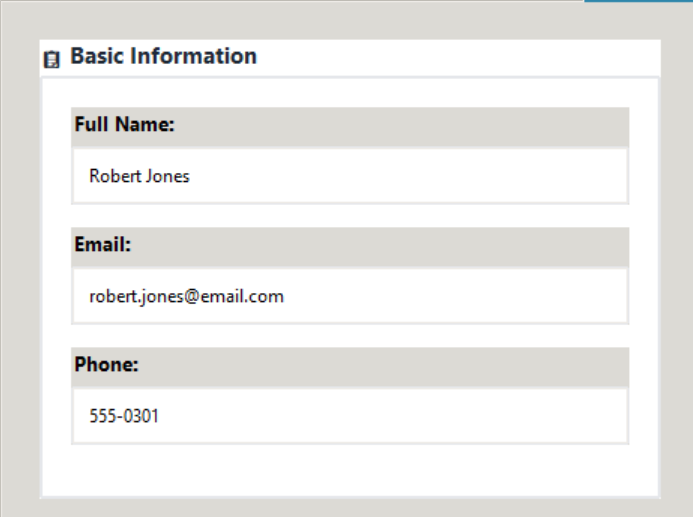 Basic Information
Full Name:
Robert Jones
Email:
robert.jones@email.com
Phone:
555-0301